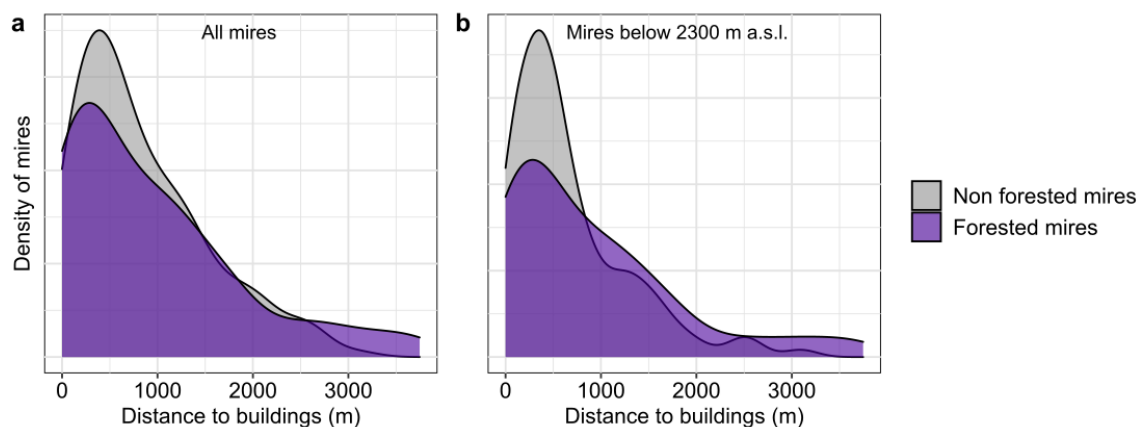 a
All mires
b
Mires below 2300 m a.s.l.
Density of mires
0 1000 2000 3000
Distance to buildings (m)
0 1000 2000 3000
Distance to buildings (m)
Non forested mires
Forested mires